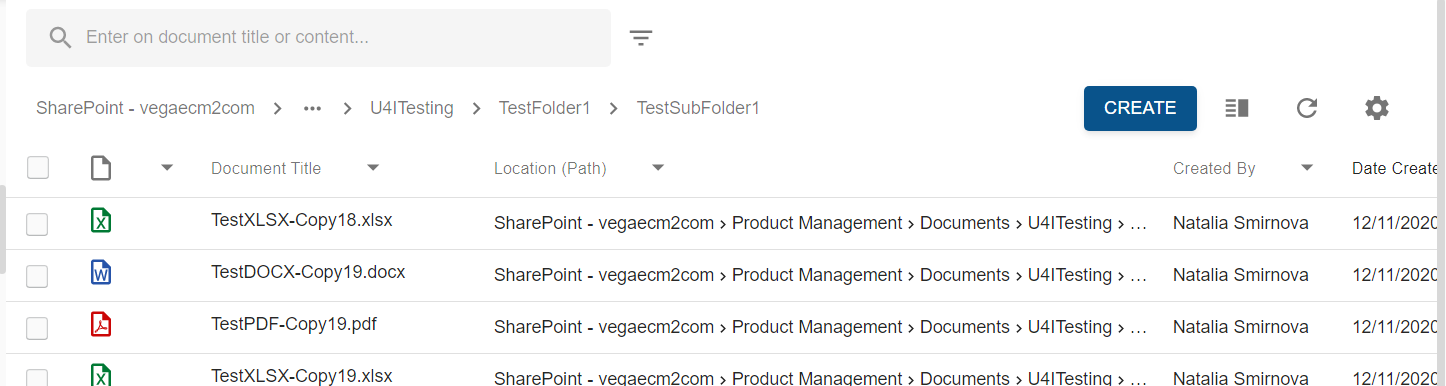 Enter on document title or content...
SharePoint - vegaecm2com > ••• > U4ITesting > TestFolder1 > TestSubFolder1 CREATE
Document Title Location (Path) Created By Date Create
TestXLSX-Copy18.xlsx SharePoint - vegaecm2com > Product Management > Documents > U4ITesting > ... Natalia Smirnova 12/11/2020
TestDOCX-Copy19.docx SharePoint - vegaecm2com > Product Management > Documents > U4ITesting > ... Natalia Smirnova 12/11/2020
TestPDF-Copy19.pdf SharePoint - vegaecm2com > Product Management > Documents > U4ITesting > ... Natalia Smirnova 12/11/2020
TestXLSX-Copy19.xlsx SharePoint - vegaecm2com > Product Management > Documents > U4ITesting > ... Natalia Smirnova 12/11/2020